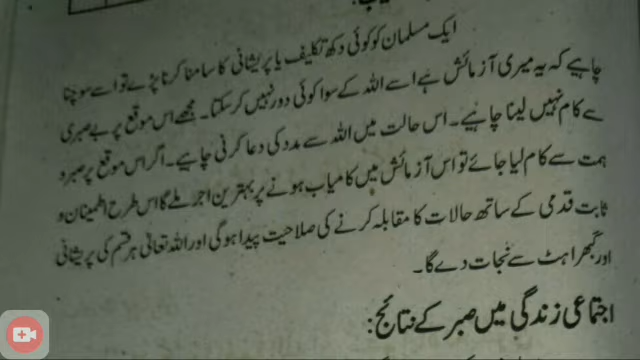 ایک مسلمان کو کوئی دکھ تکلیف یا پریشانی کا سامنا کرنا پڑے تو اسے سوچنا
چاہیے کہ یہ میری آزمائش ہے اسے اللہ کے سوا کوئی دور نہیں کر سکتا۔ مجھے اس موقع پر بے صبری
سے کام نہیں لینا چاہیے۔ اس حالت میں اللہ سے مدد کی دعا کرنی چاہیے۔ اگر اس موقع پر صبر و
ہمت سے کام لیا جائے تو اس آزمائش میں کامیاب ہونے پر بہترین اجر ملے گا اس طرح اطمینان و
ثابت قدمی کے ساتھ حالات کا مقابلہ کرنے کی صلاحیت پیدا ہوگی اور اللہ تعالیٰ ہر قسم کی پریشانی
اور گھبراہٹ سے نجات دے گا۔
اجتماعی زندگی میں صبر کے نتائج: